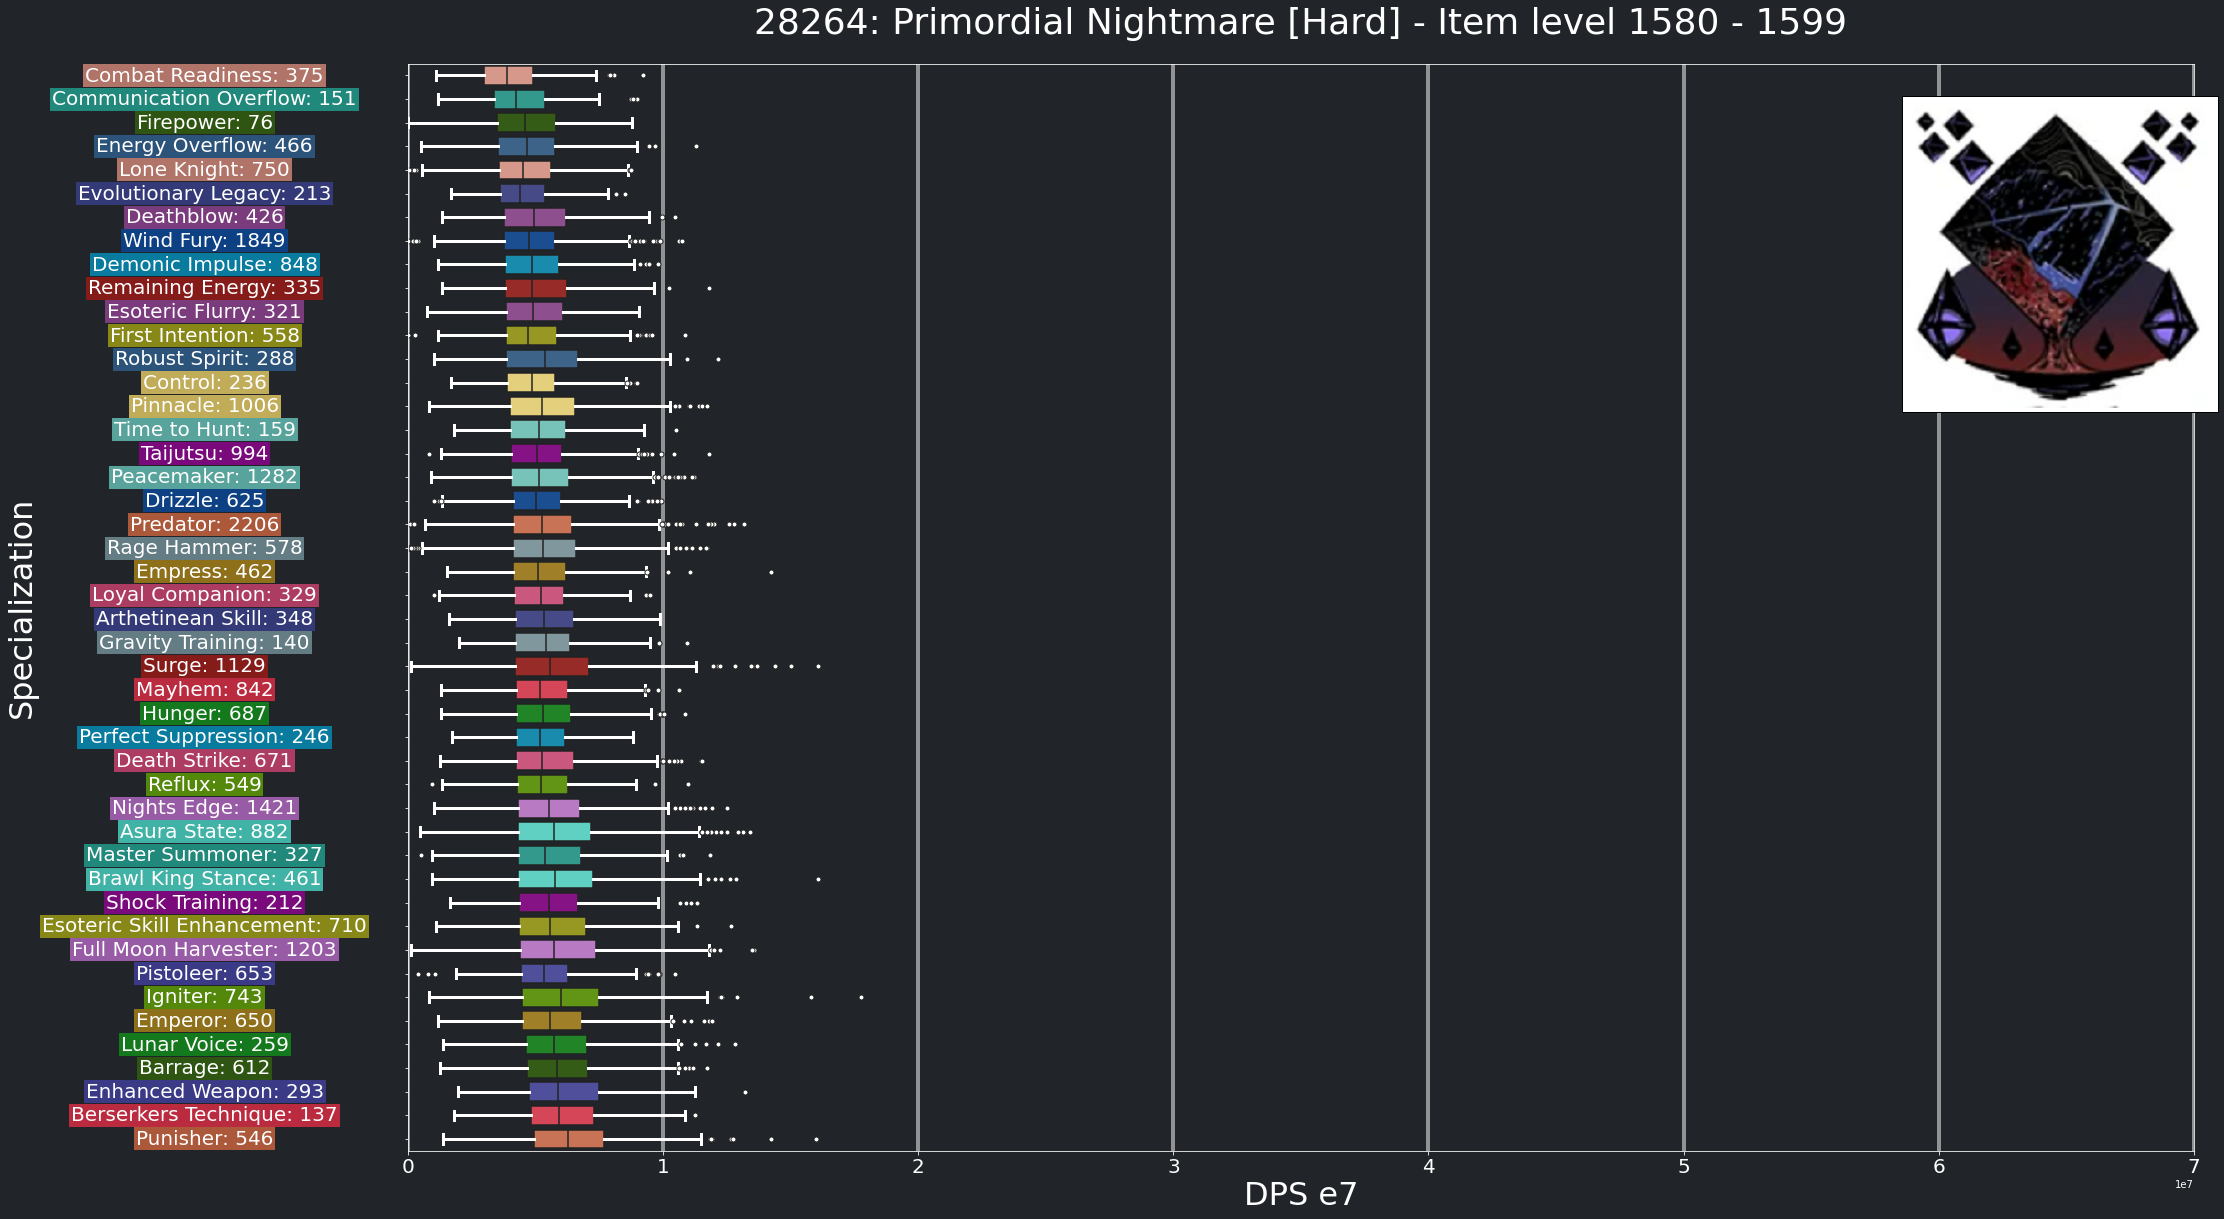 28264: Primordial Nightmare [Hard] - Item level 1580 - 1599
Combat Readiness: 375
Communication Overflow: 151
Firepower: 76
Energy Overflow: 466
Lone Knight: 750
Evolutionary Legacy: 213
Deathblow: 426
Wind Fury: 1849
Demonic Impulse: 848
Remaining Energy: 335
Esoteric Flurry: 321
First Intention: 558
Robust Spirit: 288
Control: 236
Pinnacle: 1006
Time to Hunt: 159
Taijutsu: 994
Peacemaker: 1282
Drizzle: 625
Predator: 2206
Rage Hammer: 578
Empress: 462
Loyal Companion: 329
Arthetinean Skill: 348
Gravity Training: 140
Surge: 1129
Mayhem: 842
Hunger: 687
Perfect Suppression: 246
Death Strike: 671
Reflux: 549
Nights Edge: 1421
Asura State: 882
Master Summoner: 327
Brawl King Stance: 461
Shock Training: 212
Esoteric Skill Enhancement: 710
Full Moon Harvester: 1203
Pistoleer: 653
Igniter: 743
Emperor: 650
Lunar Voice: 259
Barrage: 612
Enhanced Weapon: 293
Berserkers Technique: 137
Punisher: 546
Specialization
0 1 2 3 4 5 6 7
1e7
DPS e7